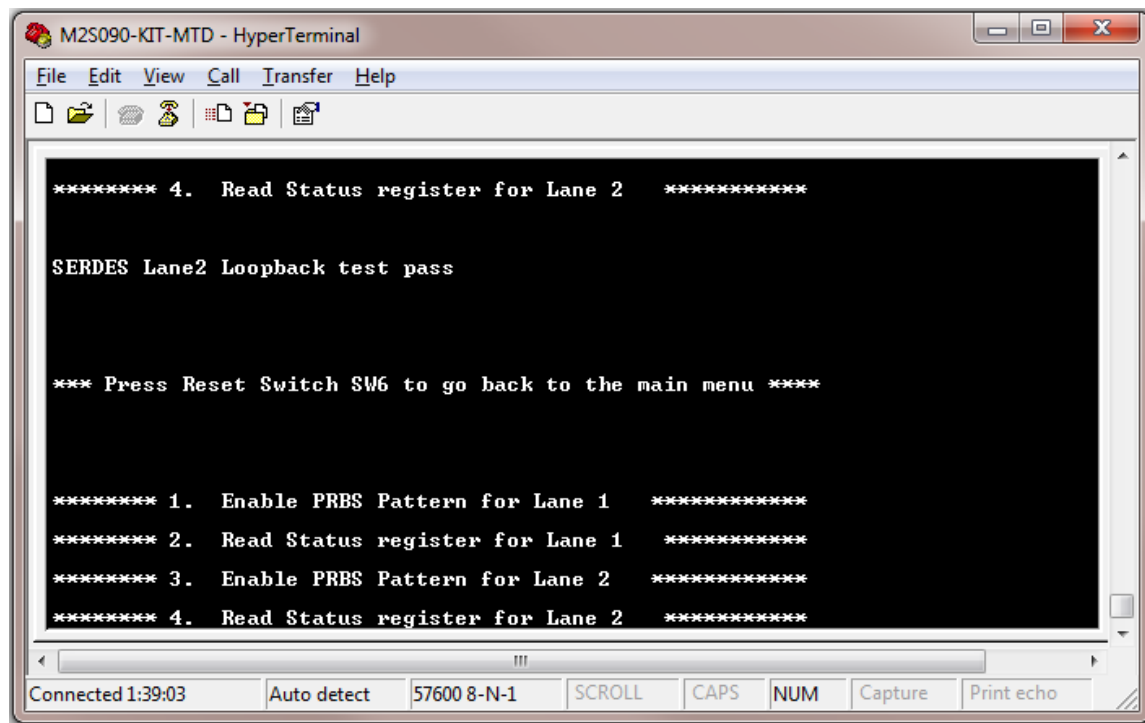 M2S090-KIT-MTD - HyperTerminal
File Edit View Call Transfer Help
******** 4. Read Status register for Lane 2 ***********
SERDES Lane2 Loopback test pass
*** Press Reset Switch SW6 to go back to the main menu ****
******** 1. Enable PRBS Pattern for Lane 1 ************
******** 2. Read Status register for Lane 1 ***********
******** 3. Enable PRBS Pattern for Lane 2 ************
******** 4. Read Status register for Lane 2 ***********
Connected 1:39:03 Auto detect 57600 8-N-1 SCROLL CAPS NUM Capture Print echo